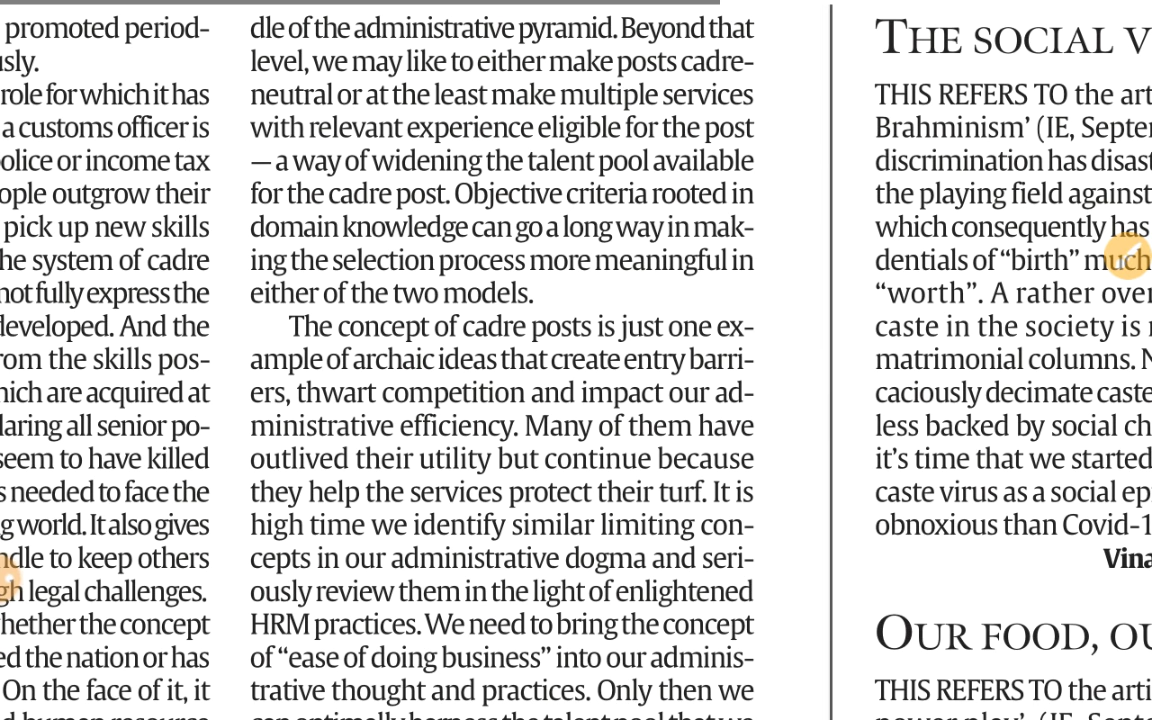 promoted period-
usly.
role for which it has
a customs officer is
police or income tax
ople outgrow their
pick up new skills
he system of cadre
not fully express the
developed. And the
rom the skills pos-
hich are acquired at
laring all senior po-
seem to have killed
s needed to face the
g world. It also gives
ndle to keep others
gh legal challenges.
hether the concept
ed the nation or has
On the face of it, it
dle of the administrative pyramid. Beyond that
level, we may like to either make posts cadre-
neutral or at the least make multiple services
with relevant experience eligible for the post
— a way of widening the talent pool available
for the cadre post. Objective criteria rooted in
domain knowledge can go a long way in mak-
ing the selection process more meaningful in
either of the two models.
The concept of cadre posts is just one ex-
ample of archaic ideas that create entry barri-
ers, thwart competition and impact our ad-
ministrative efficiency. Many of them have
outlived their utility but continue because
they help the services protect their turf. It is
high time we identify similar limiting con-
cepts in our administrative dogma and seri-
ously review them in the light of enlightened
HRM practices. We need to bring the concept
of “ease of doing business” into our adminis-
trative thought and practices. Only then we
can optimally harness the talent pool that we
THE SOCIAL V
THIS REFERS TO the art
Brahminism’ (IE, Septe
discrimination has disast
the playing field against
which consequently has
dentials of “birth” much
“worth”. A rather over
caste in the society is
matrimonial columns. N
caciously decimate caste
less backed by social ch
it’s time that we started
caste virus as a social ep
obnoxious than Covid-1
Vina
OUR FOOD, OU
THIS REFERS TO the arti